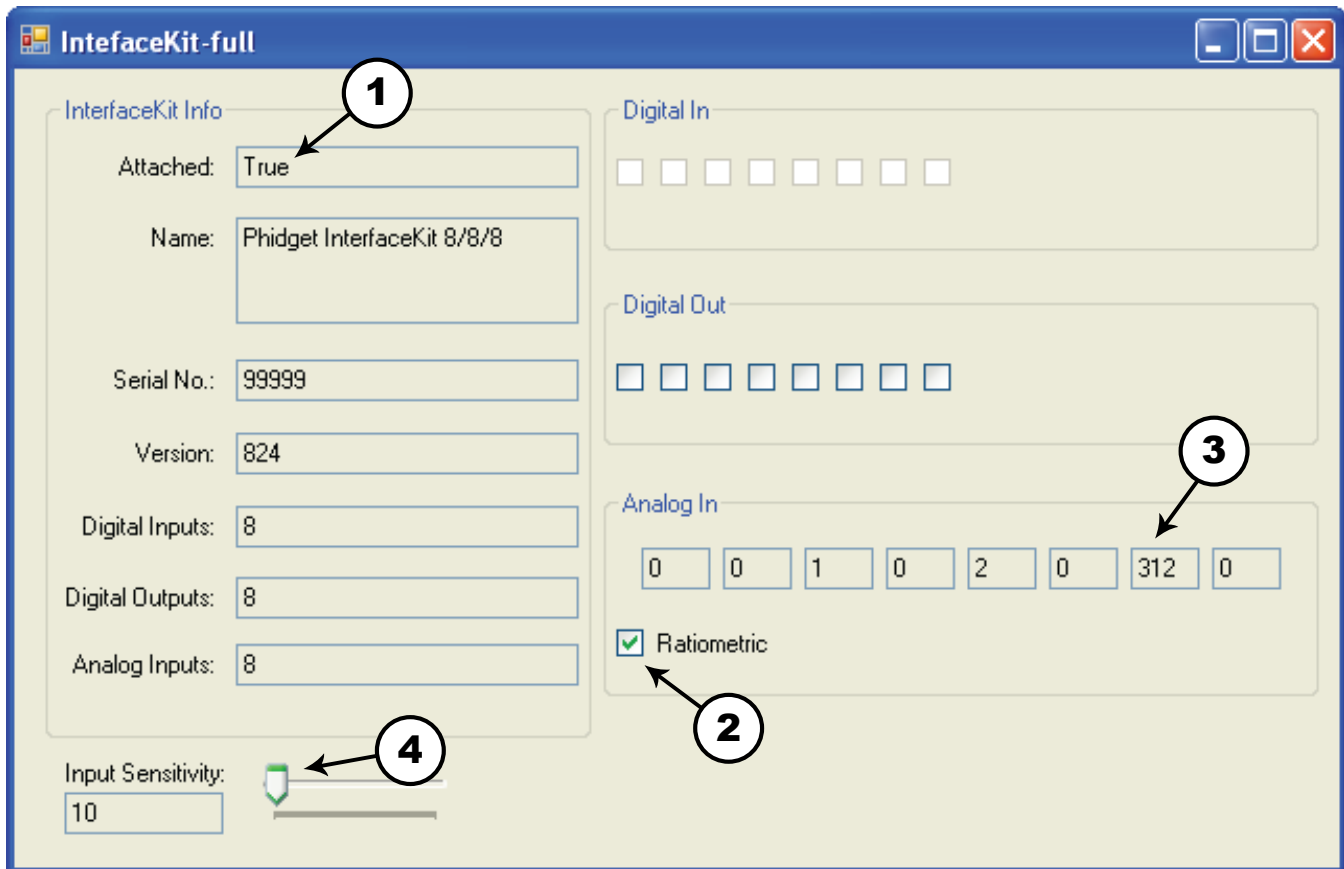 IntefaceKit-full
1
InterfaceKit Info
Attached: True
Name: Phidget InterfaceKit 8/8/8
Serial No.: 99999
Version: 824
Digital Inputs: 8
Digital Outputs: 8
Analog Inputs: 8
4
Input Sensitivity:
10
Digital In
Digital Out
3
Analog In
0 0 1 0 2 0 312 0
Ratiometric
2